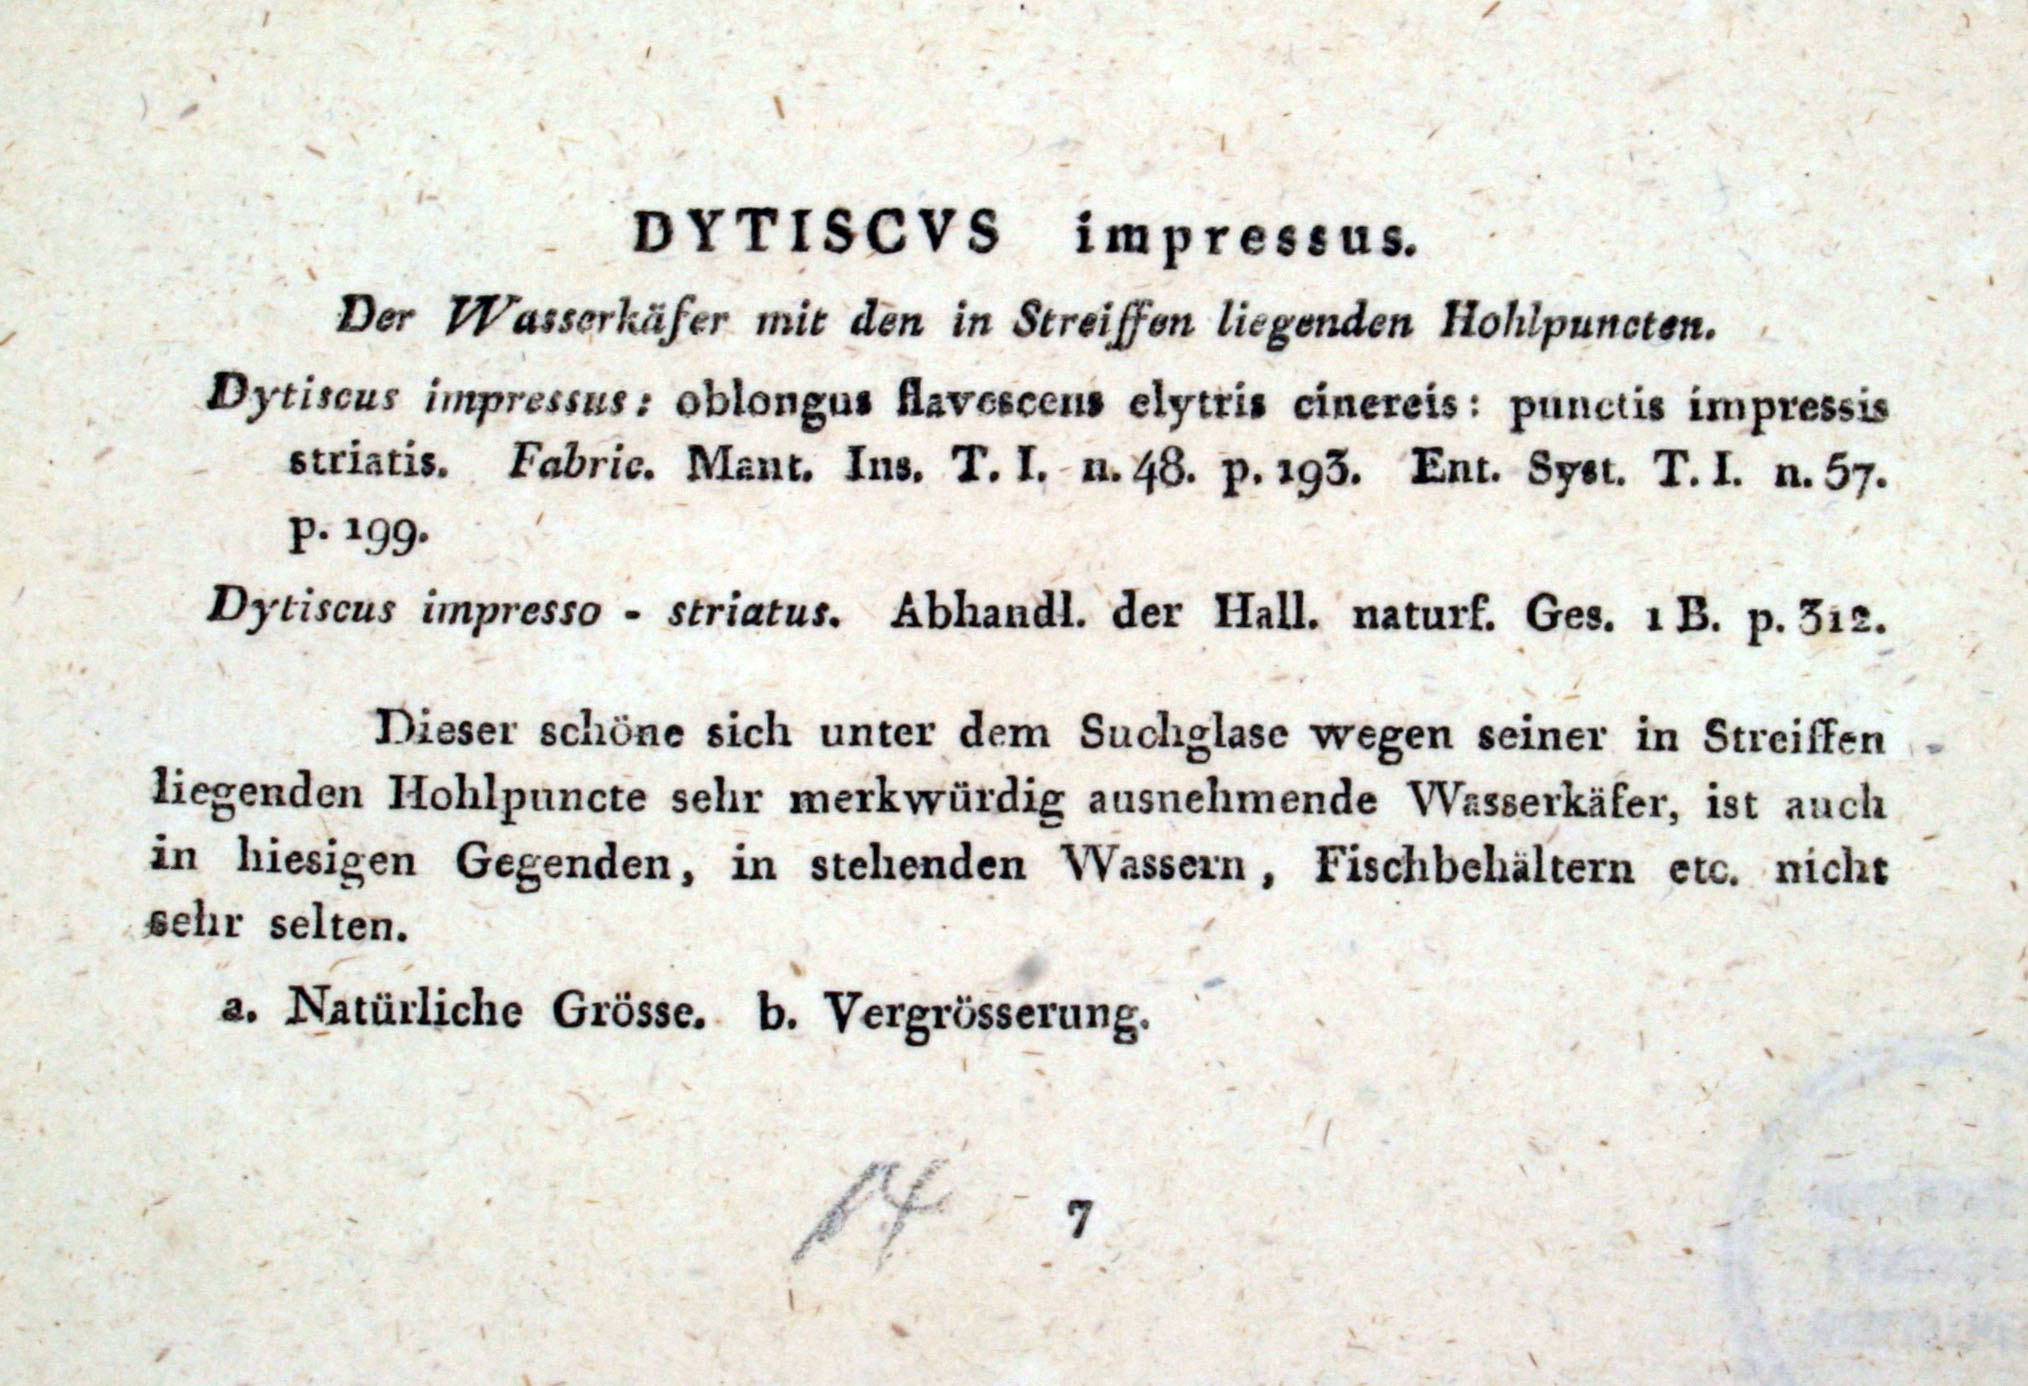 DYTISCVS impressus.
Der Wasserkäfer mit den in Streiffen liegenden Hohlpuncten.
Dytiscus impressus: oblongus flavescens elytris cinereis: punctis impressis
striatis. Fabric. Mant. Ins. T. I. n. 48. p. 193. Ent. Syst. T. I. n. 57.
p. 199.
Dytiscus impresso - striatus. Abhandl. der Hall. naturf. Ges. 1 B. p. 312.
Dieser schöne sich unter dem Suchglase wegen seiner in Streiffen
liegenden Hohlpuncte sehr merkwürdig ausnehmende Wasserkäfer, ist auch
in hiesigen Gegenden, in stehenden Wassern, Fischbehältern etc. nicht
sehr selten.
a. Natürliche Grösse. b. Vergrösserung.
14 7